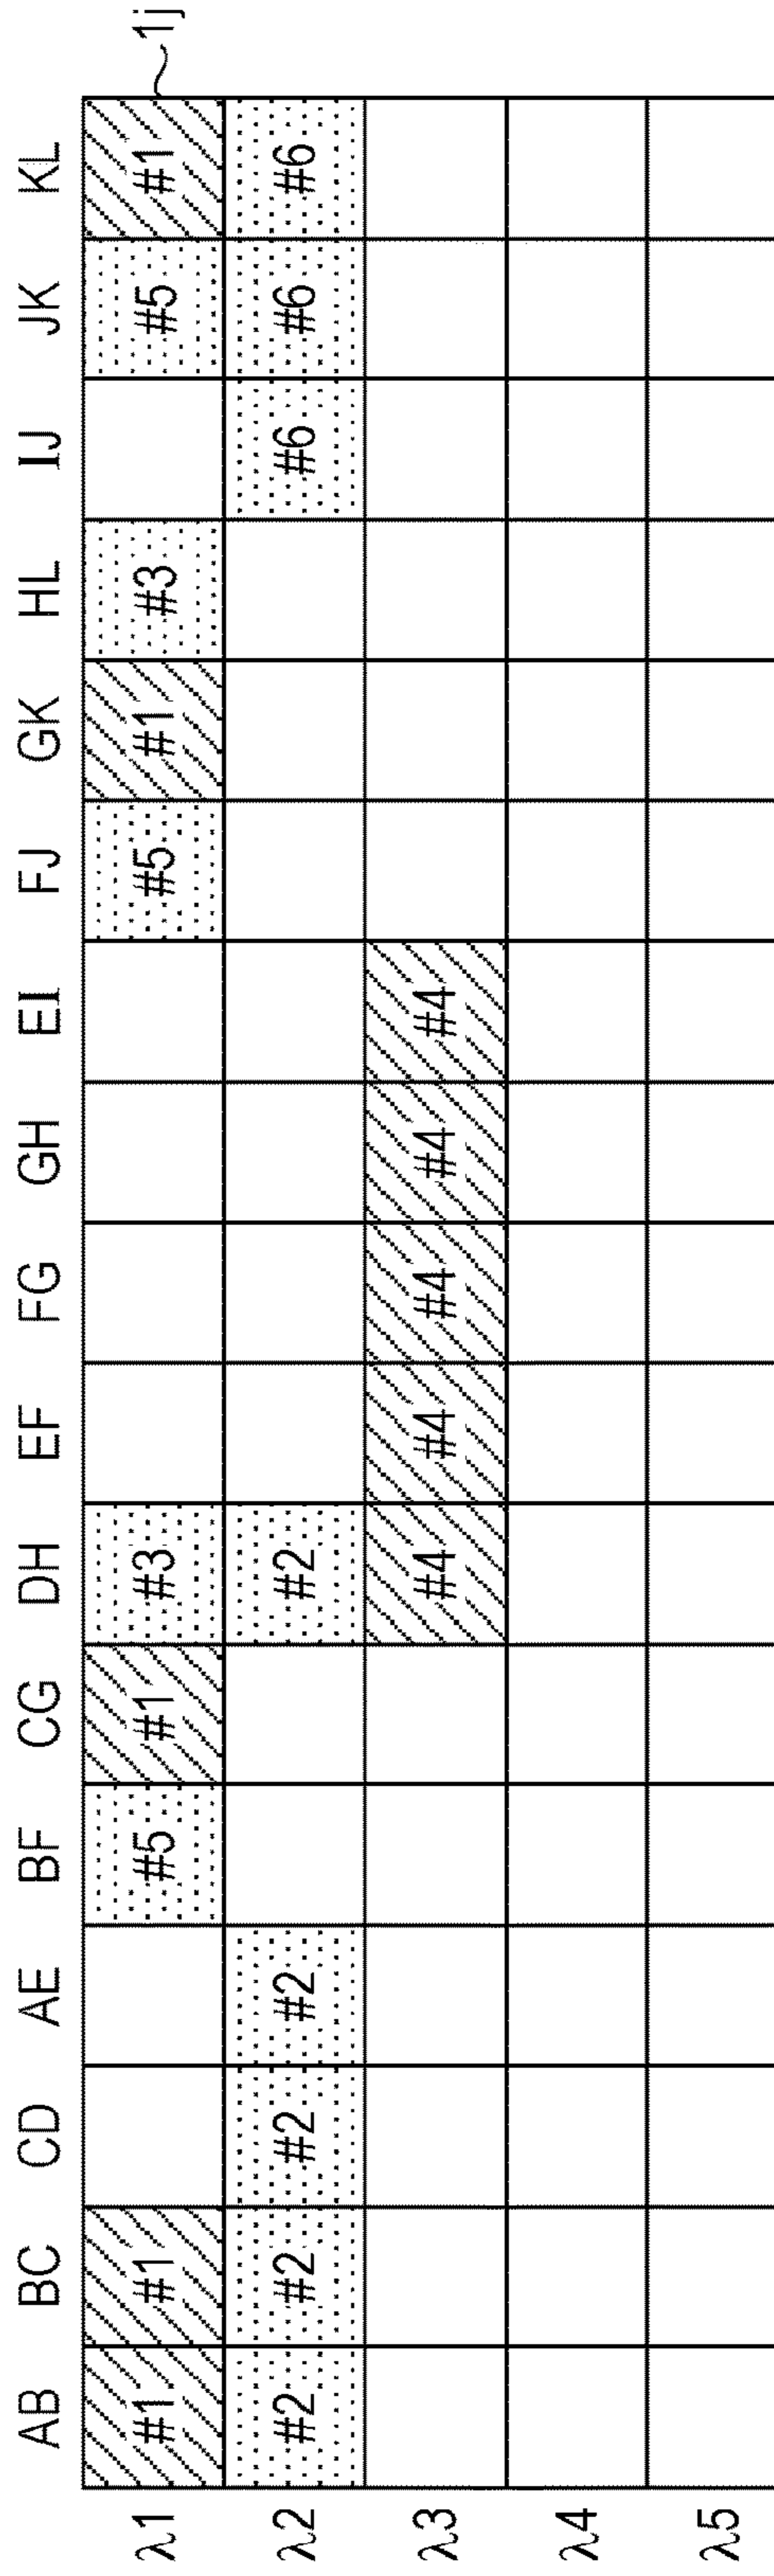 AB BC CD AE BF CG DH EF FG GH EI FJ GK HL IJ JK KL
λ1 #1 #1 #5 #1 #3 #5 #1 #3 #5 #1 1j
λ2 #2 #2 #2 #2 #2 #6 #6 #6
λ3 #4 #4 #4 #4 #4
λ4
λ5